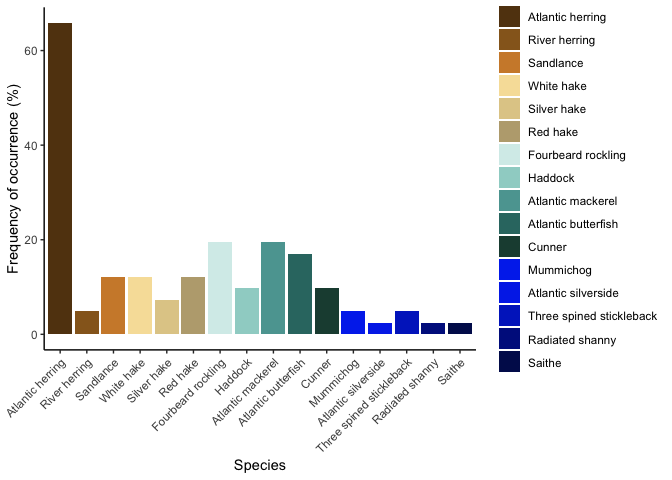 Frequency of occurrence (%)
60
40
20
0
Atlantic herring
River herring
Sandlance
White hake
Silver hake
Red hake
Fourbeard rockling
Haddock
Atlantic mackerel
Atlantic butterfish
Cunner
Mummichog
Atlantic silverside
Three spined stickleback
Radiated shanny
Saithe
Species
Atlantic herring
River herring
Sandlance
White hake
Silver hake
Red hake
Fourbeard rockling
Haddock
Atlantic mackerel
Atlantic butterfish
Cunner
Mummichog
Atlantic silverside
Three spined stickleback
Radiated shanny
Saithe